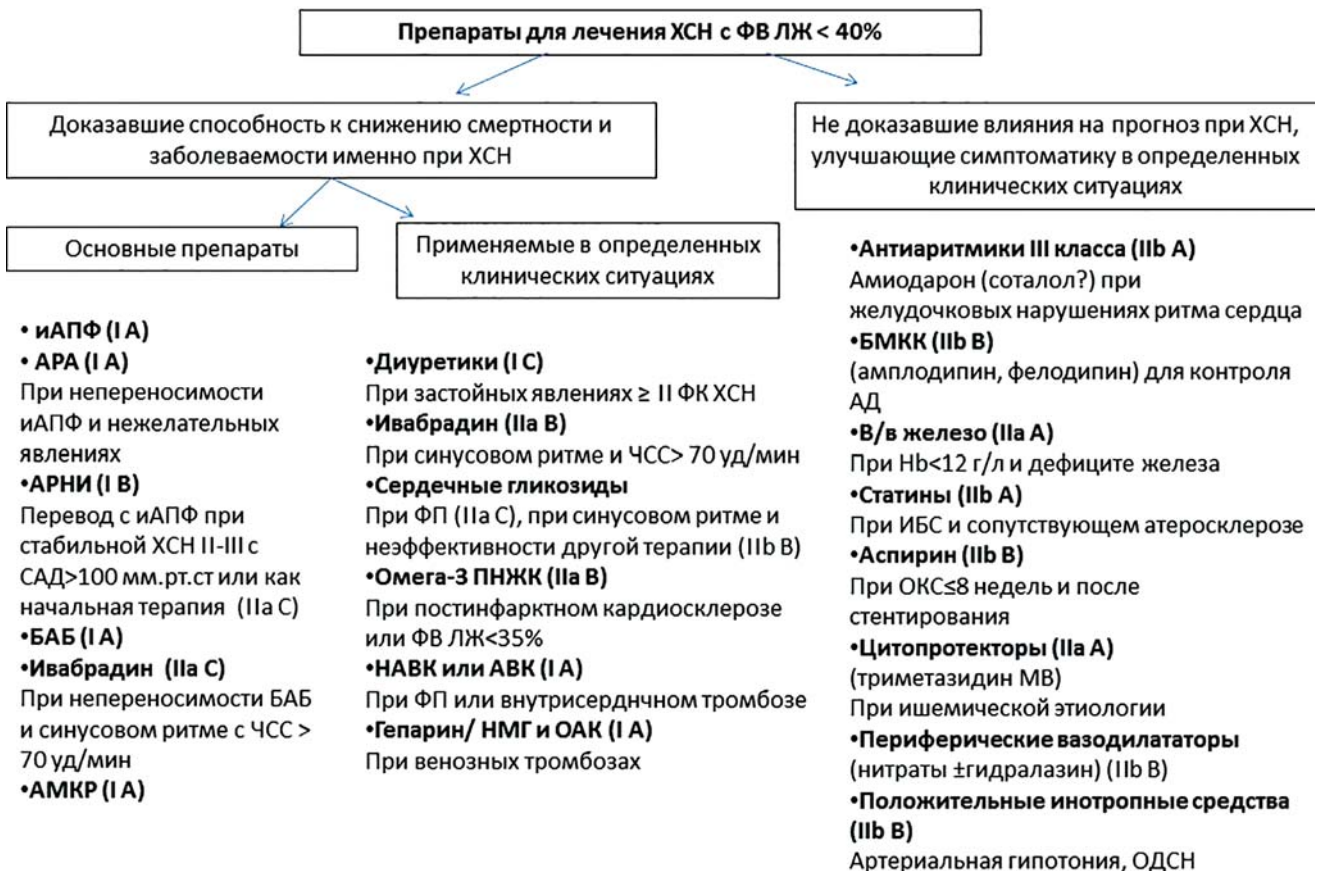 Препараты для лечения ХСН с ФВ ЛЖ < 40%
Доказавшие способность к снижению смертности и
заболеваемости именно при ХСН
Не доказавшие влияния на прогноз при ХСН,
улучшающие симптоматику в определенных
клинических ситуациях
Основные препараты
Применяемые в определенных
клинических ситуациях
• иАПФ (I A)
• АРА (I A)
При непереносимости
иАПФ и нежелательных
явлениях
•АРНИ (I B)
Перевод с иАПФ при
стабильной ХСН II-III с
САД>100 мм.рт.ст или как
начальная терапия (IIa C)
•БАБ (I A)
•Ивабрадин (IIa C)
При непереносимости БАБ
и синусовом ритме с ЧСС >
70 уд/мин
•АМКР (I A)
•Диуретики (I C)
При застойных явлениях ≥ II ФК ХСН
•Ивабрадин (IIa B)
При синусовом ритме и ЧСС> 70 уд/мин
•Сердечные гликозиды
При ФП (IIa C), при синусовом ритме и
неэффективности другой терапии (IIb B)
•Омега-3 ПНЖК (IIa B)
При постинфарктном кардиосклерозе
или ФВ ЛЖ<35%
•НАВК или АВК (I A)
При ФП или внутрисерднчном тромбозе
•Гепарин/ НМГ и ОАК (I A)
При венозных тромбозах
•Антиаритмики III класса (IIb A)
Амиодарон (соталол?) при
желудочковых нарушениях ритма сердца
•БМКК (IIb B)
(амплодипин, фелодипин) для контроля
АД
•В/в железо (IIa A)
При Hb<12 г/л и дефиците железа
•Статины (IIb A)
При ИБС и сопутствующем атеросклерозе
•Аспирин (IIb B)
При ОКС≤8 недель и после
стентирования
•Цитопротекторы (IIa A)
(триметазидин МВ)
При ишемической этиологии
•Периферические вазодилататоры
(нитраты ±гидралазин) (IIb B)
•Положительные инотропные средства
(IIb B)
Артериальная гипотония, ОДСН